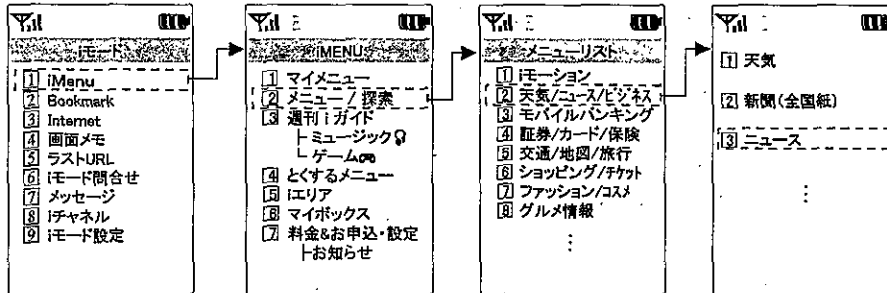 iモード
1 iMenu
2 Bookmark
3 Internet
4 画面メモ
5 ラストURL
6 iモード問合せ
7 メッセージ
8 iチャネル
9 iモード設定
iMENU
1 マイメニュー
2 メニュー / 探索
3 週刊iガイド
├ ミュージック
└ ゲーム
4 とくするメニュー
5 iエリア
6 マイボックス
7 料金&お申込・設定
├お知らせ
メニューリスト
1 iモーション
2 天気/ニュース/ビジネス
3 モバイルバンキング
4 証券/カード/保険
5 交通/地図/旅行
6 ショッピング/チケット
7 ファッション/コスメ
8 グルメ情報
⋮
1 天気
2 新聞(全国紙)
3 ニュース
⋮